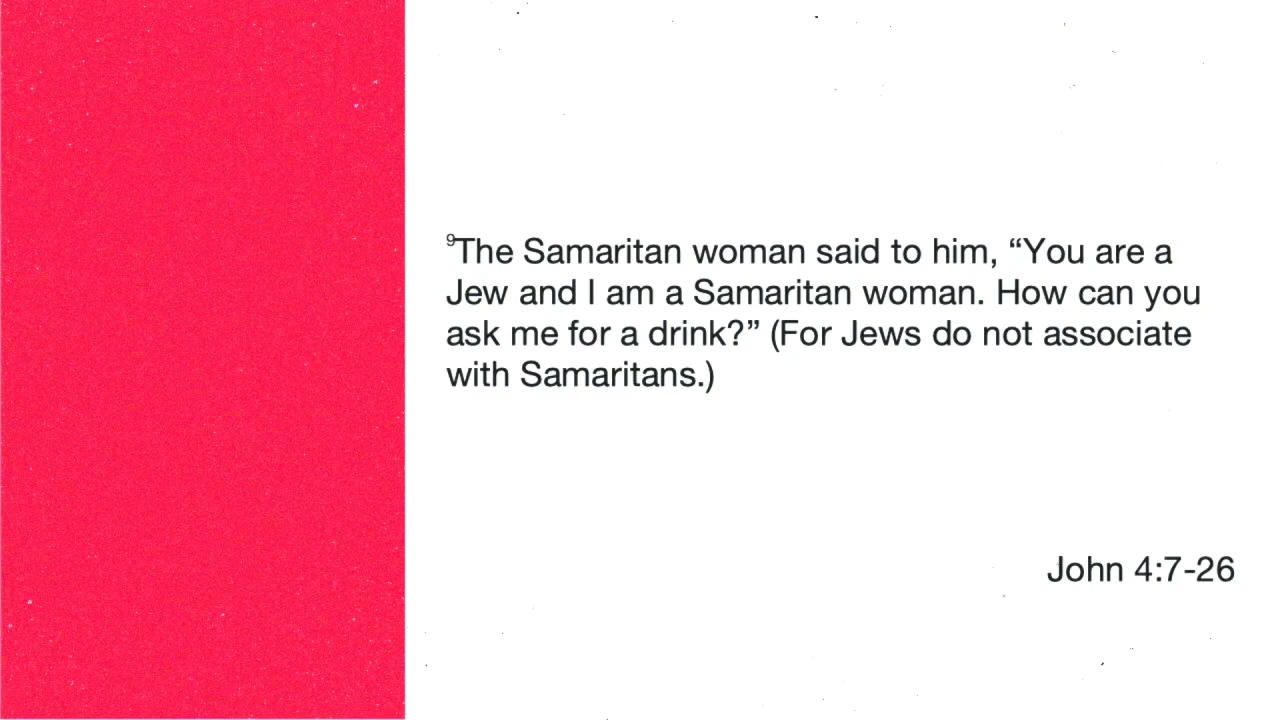 ⁹The Samaritan woman said to him, “You are a
Jew and I am a Samaritan woman. How can you
ask me for a drink?” (For Jews do not associate
with Samaritans.)
John 4:7-26